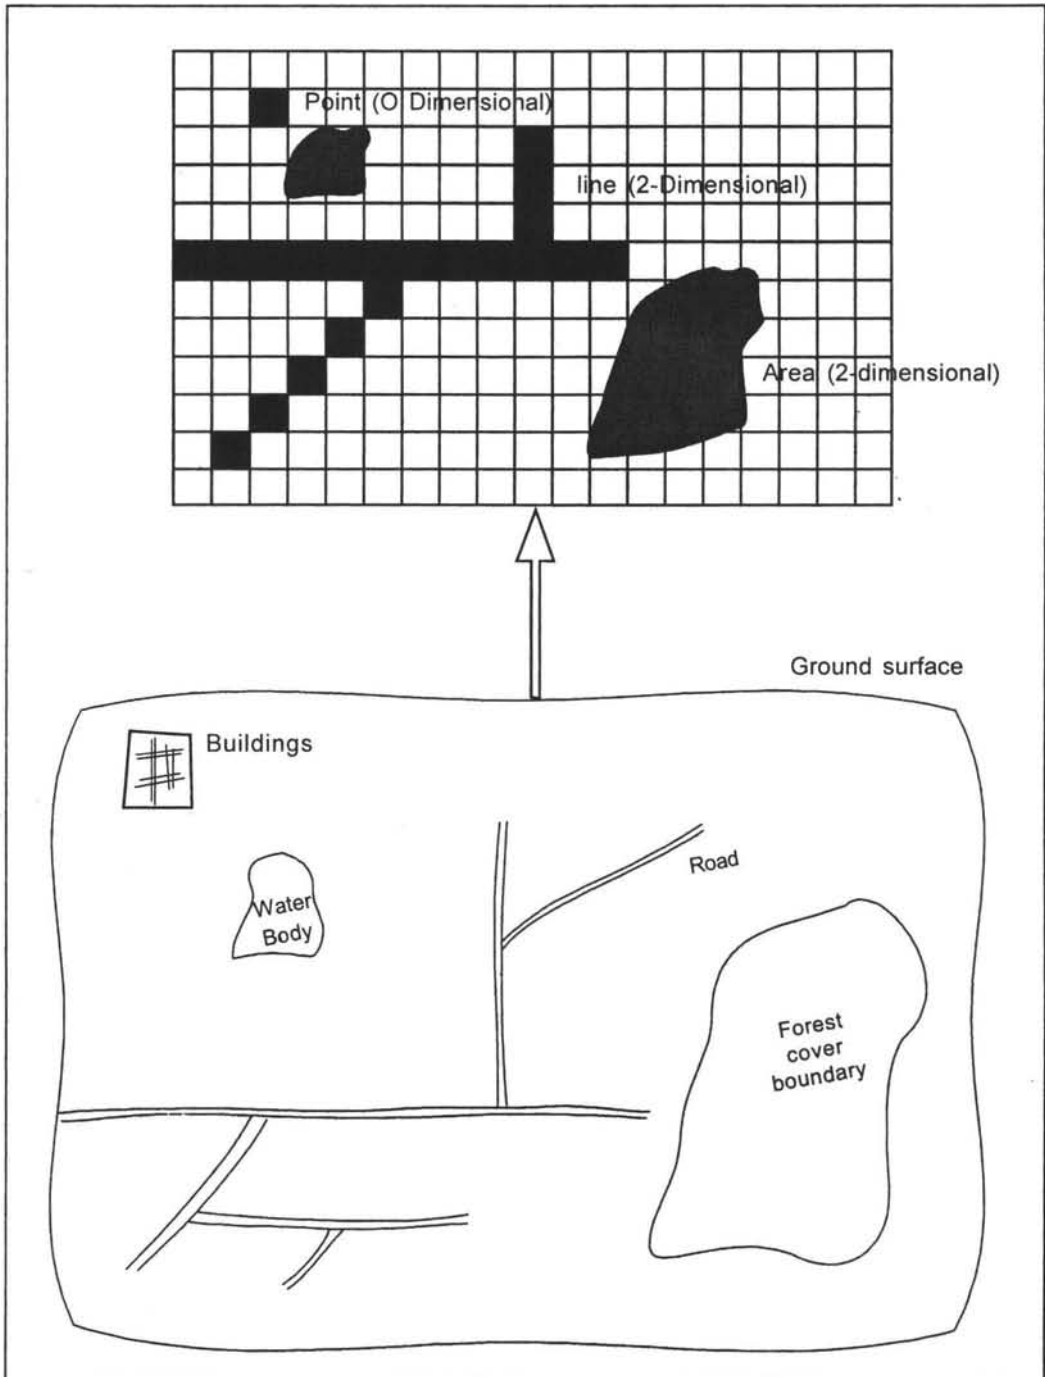 Point (O Dimensional)
line (2-Dimensional)
Area (2-dimensional)
Ground surface
Buildings
Road
Water
Body
Forest
cover
boundary